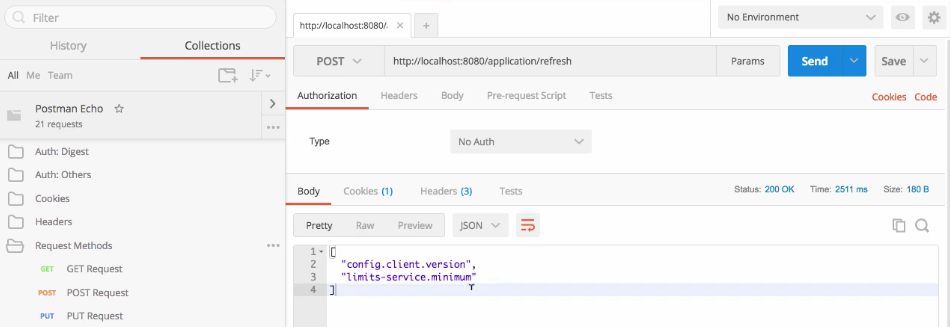 Filter
History
Collections
All Me Team
Postman Echo
21 requests
Auth: Digest
Auth: Others
Cookies
Headers
Request Methods
GET GET Request
POST POST Request
PUT PUT Request
http://localhost:8080/
No Environment
POST
http://localhost:8080/application/refresh
Params
Send
Save
Authorization
Headers
Body
Pre-request Script
Tests
Cookies
Code
Type
No Auth
Body
Cookies (1)
Headers (3)
Tests
Status: 200 OK
Time: 2511 ms
Size: 180 B
Pretty
Raw
Preview
JSON
1 [
2 "config.client.version",
3 "limits-service.minimum"
4 ]